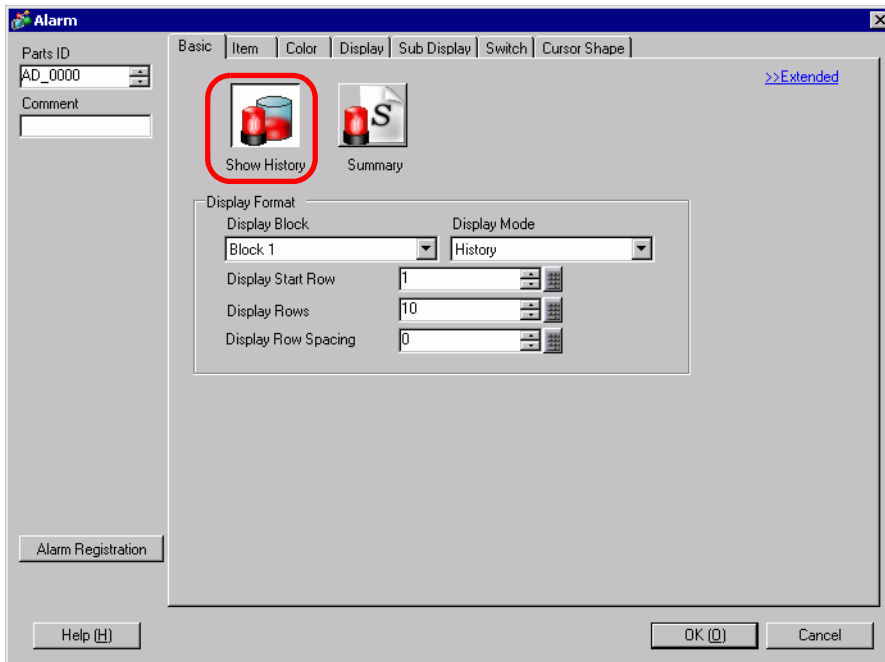 Alarm
Parts ID
AD_0000
Comment
Basic Item Color Display Sub Display Switch Cursor Shape
>>Extended
S
Show History Summary
Display Format
Display Block Display Mode
Block 1 History
Display Start Row 1
Display Rows 10
Display Row Spacing 0
Alarm Registration
Help (H) OK (O) Cancel